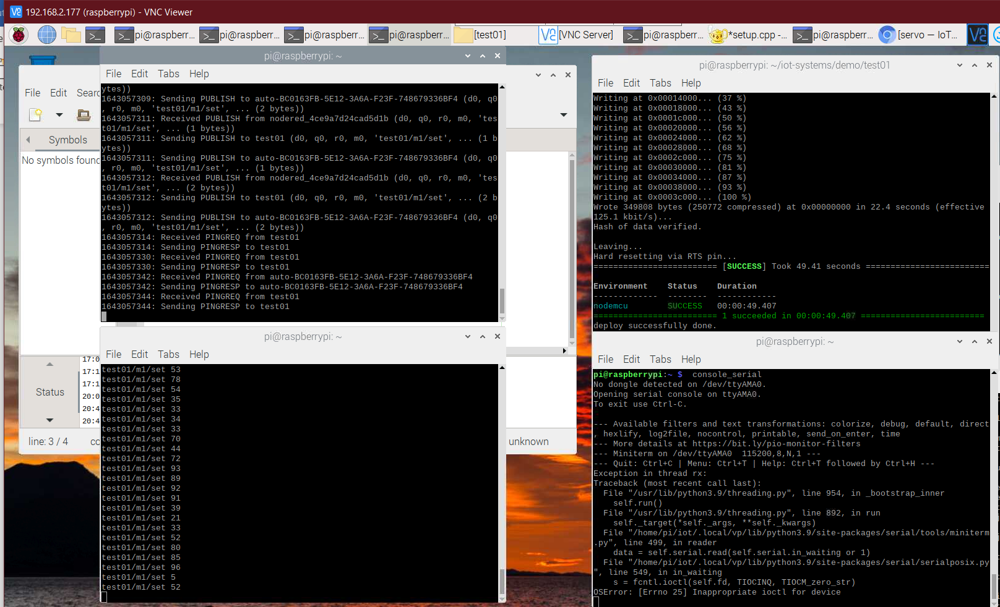 192.168.2.177 (raspberrypi) - VNC Viewer
pi@raspberr...
pi@raspberr...
pi@raspberr...
pi@raspberr...
[test01]
[VNC Server]
pi@raspberr...
*setup.cpp -...
pi@raspberr...
[servo — IoT...
File Edit Searc
Symbols
No symbols found
Status
17:0
17:1
17:1
20:0
20:4
20:4
line: 3 / 4
co
unknown
pi@raspberrypi: ~
File Edit Tabs Help
ytes))
1643057309: Sending PUBLISH to auto-BC0163FB-5E12-3A6A-F23F-748679336BF4 (d0, q0
, r0, m0, 'test01/m1/set', ... (2 bytes))
1643057311: Received PUBLISH from nodered_4ce9a7d24cad5d1b (d0, q0, r0, m0, 'tes
t01/m1/set', ... (1 bytes))
1643057311: Sending PUBLISH to test01 (d0, q0, r0, m0, 'test01/m1/set', ... (1 b
ytes))
1643057311: Sending PUBLISH to auto-BC0163FB-5E12-3A6A-F23F-748679336BF4 (d0, q0
, r0, m0, 'test01/m1/set', ... (1 bytes))
1643057312: Received PUBLISH from nodered_4ce9a7d24cad5d1b (d0, q0, r0, m0, 'tes
t01/m1/set', ... (2 bytes))
1643057312: Sending PUBLISH to test01 (d0, q0, r0, m0, 'test01/m1/set', ... (2 b
ytes))
1643057312: Sending PUBLISH to auto-BC0163FB-5E12-3A6A-F23F-748679336BF4 (d0, q0
, r0, m0, 'test01/m1/set', ... (2 bytes))
1643057314: Received PINGREQ from test01
1643057314: Sending PINGRESP to test01
1643057330: Received PINGREQ from test01
1643057330: Sending PINGRESP to test01
1643057342: Received PINGREQ from auto-BC0163FB-5E12-3A6A-F23F-748679336BF4
1643057342: Sending PINGRESP to auto-BC0163FB-5E12-3A6A-F23F-748679336BF4
1643057344: Received PINGREQ from test01
1643057344: Sending PINGRESP to test01
pi@raspberrypi: ~
File Edit Tabs Help
test01/m1/set 53
test01/m1/set 78
test01/m1/set 54
test01/m1/set 35
test01/m1/set 33
test01/m1/set 34
test01/m1/set 33
test01/m1/set 70
test01/m1/set 44
test01/m1/set 72
test01/m1/set 93
test01/m1/set 89
test01/m1/set 92
test01/m1/set 91
test01/m1/set 39
test01/m1/set 21
test01/m1/set 33
test01/m1/set 52
test01/m1/set 80
test01/m1/set 85
test01/m1/set 96
test01/m1/set 5
test01/m1/set 52
pi@raspberrypi: ~/iot-systems/demo/test01
File Edit Tabs Help
Writing at 0x00014000... (37 %)
Writing at 0x00018000... (43 %)
Writing at 0x0001c000... (50 %)
Writing at 0x00020000... (56 %)
Writing at 0x00024000... (62 %)
Writing at 0x00028000... (68 %)
Writing at 0x0002c000... (75 %)
Writing at 0x00030000... (81 %)
Writing at 0x00034000... (87 %)
Writing at 0x00038000... (93 %)
Writing at 0x0003c000... (100 %)
Wrote 349808 bytes (250772 compressed) at 0x00000000 in 22.4 seconds (effective
125.1 kbit/s)...
Hash of data verified.
Leaving...
Hard resetting via RTS pin...
========================= [SUCCESS] Took 49.41 seconds =========================
Environment    Status    Duration
-------------  --------  ------------
nodemcu        SUCCESS   00:00:49.407
========================= 1 succeeded in 00:00:49.407 =========================
deploy successfully done.
pi@raspberrypi: ~
File Edit Tabs Help
pi@raspberrypi:~ $  console_serial
No dongle detected on /dev/ttyAMA0.
Opening serial console on ttyAMA0.
To exit use Ctrl-C.
--- Available filters and text transformations: colorize, debug, default, direct
, hexlify, log2file, nocontrol, printable, send_on_enter, time
--- More details at https://bit.ly/pio-monitor-filters
--- Miniterm on /dev/ttyAMA0  115200,8,N,1 ---
--- Quit: Ctrl+C | Menu: Ctrl+T | Help: Ctrl+T followed by Ctrl+H ---
Exception in thread rx:
Traceback (most recent call last):
  File "/usr/lib/python3.9/threading.py", line 954, in _bootstrap_inner
    self.run()
  File "/usr/lib/python3.9/threading.py", line 892, in run
    self._target(*self._args, **self._kwargs)
  File "/home/pi/iot/.local/vp/lib/python3.9/site-packages/serial/tools/miniterm
.py", line 499, in reader
    data = self.serial.read(self.serial.in_waiting or 1)
  File "/home/pi/iot/.local/vp/lib/python3.9/site-packages/serial/serialposix.py
", line 549, in in_waiting
    s = fcntl.ioctl(self.fd, TIOCINQ, TIOCM_zero_str)
OSError: [Errno 25] Inappropriate ioctl for device